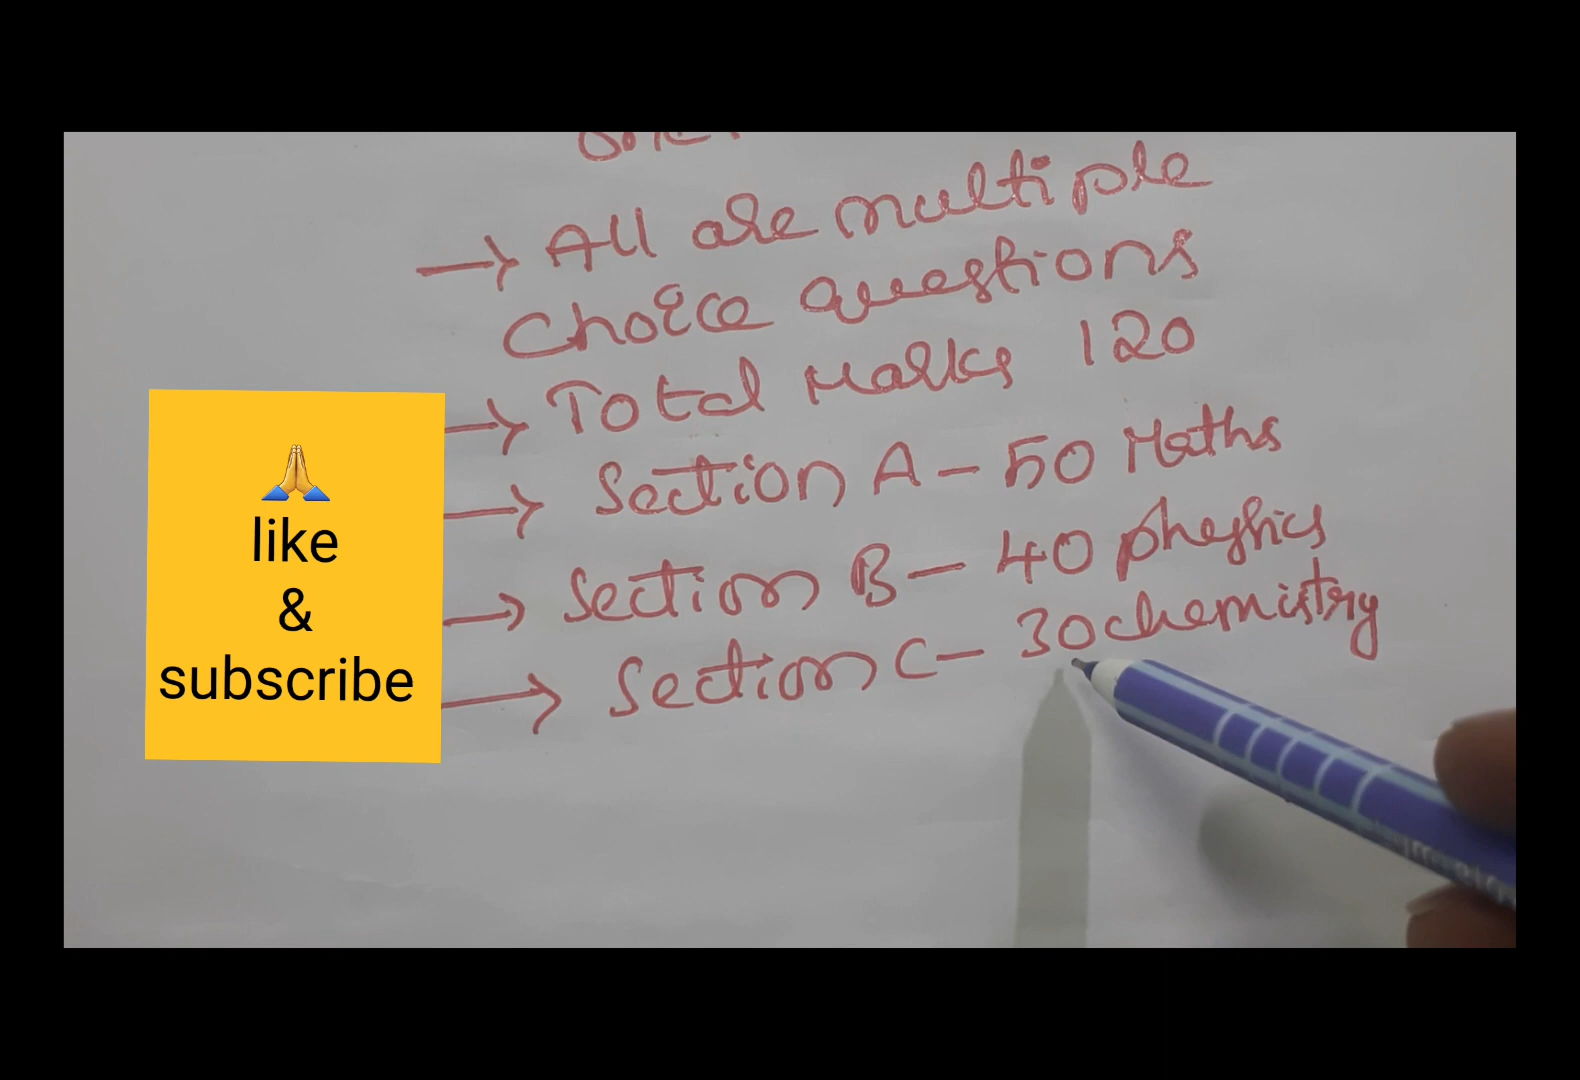 → All are multiple
choice questions
→ Total Marks 120
→ Section A - 50 Maths
→ Section B - 40 physics
→ Section C - 30 chemistry
🙏
like
&
subscribe